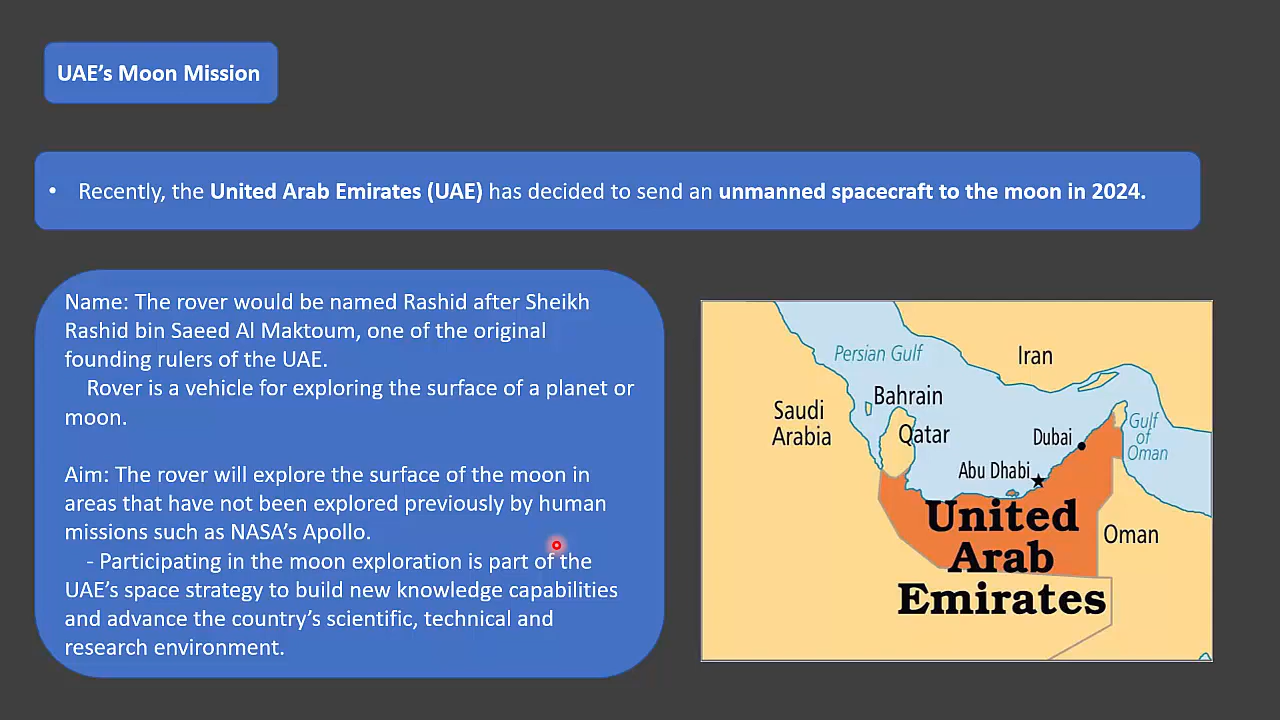 UAE’s Moon Mission
• Recently, the United Arab Emirates (UAE) has decided to send an unmanned spacecraft to the moon in 2024.
Name: The rover would be named Rashid after Sheikh
Rashid bin Saeed Al Maktoum, one of the original
founding rulers of the UAE.
Rover is a vehicle for exploring the surface of a planet or
moon.
Aim: The rover will explore the surface of the moon in
areas that have not been explored previously by human
missions such as NASA’s Apollo.
- Participating in the moon exploration is part of the
UAE’s space strategy to build new knowledge capabilities
and advance the country’s scientific, technical and
research environment.
Persian Gulf
Iran
Bahrain
Saudi
Arabia
Qatar
Dubai
Gulf
of
Oman
Abu Dhabi
United
Arab
Emirates
Oman